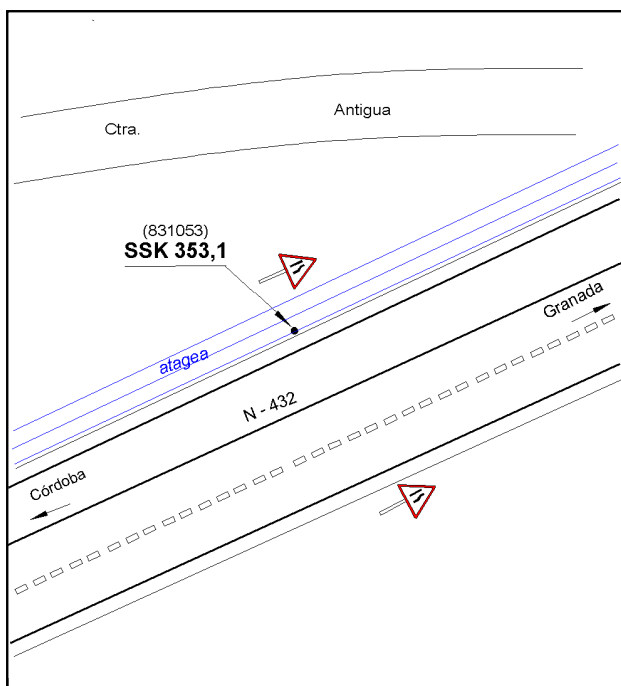 Ctra.
Antigua
(831053)
SSK 353,1
Granada
atagea
N - 432
Córdoba